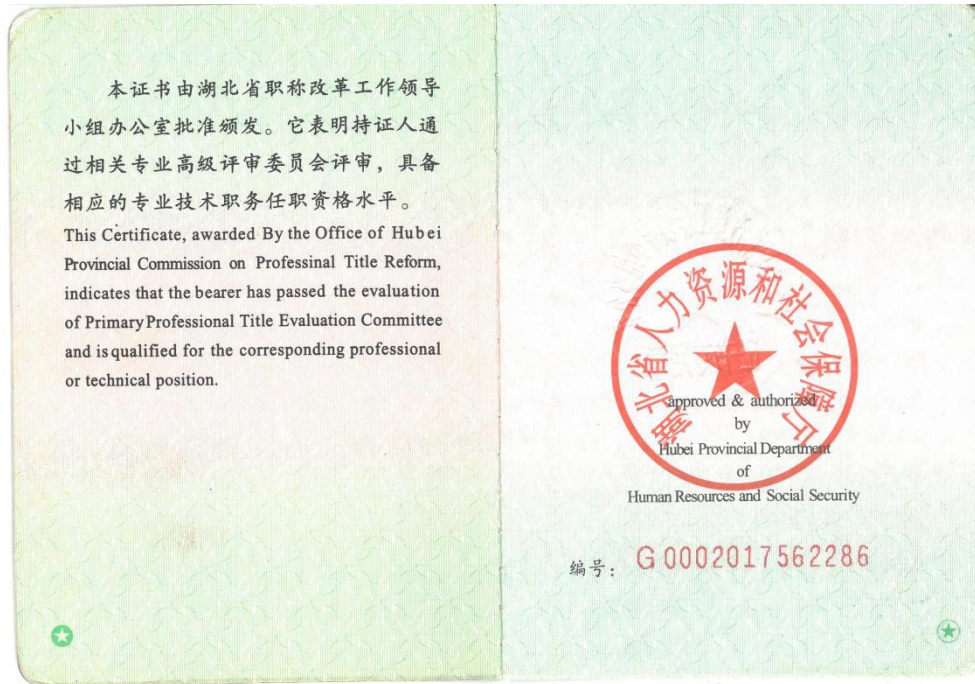 本证书由湖北省职称改革工作领导
小组办公室批准颁发。它表明持证人通
过相关专业高级评审委员会评审，具备
相应的专业技术职务任职资格水平。
This Certificate, awarded By the Office of Hubei
Provincial Commission on Professinal Title Reform,
indicates that the bearer has passed the evaluation
of Primary Professional Title Evaluation Committee
and is qualified for the corresponding professional
or technical position.
湖北省人力资源和社会保障厅
approved & authorized
by
Hubei Provincial Department
of
Human Resources and Social Security
编号：G0002017562286